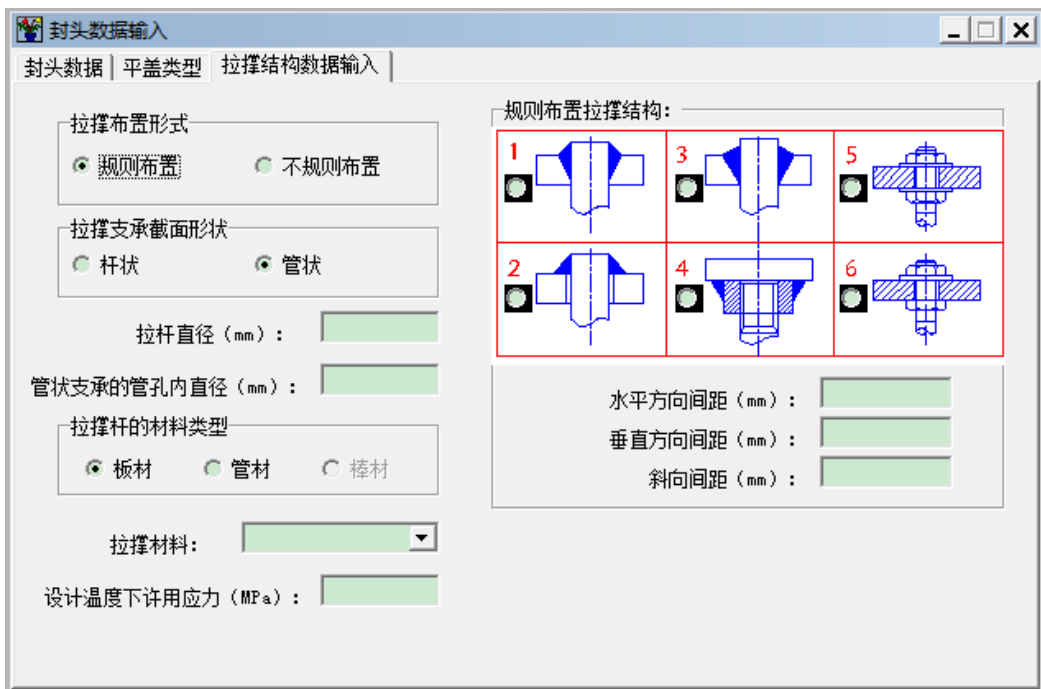 封头数据输入
封头数据 平盖类型 拉撑结构数据输入
拉撑布置形式
规则布置 不规则布置
拉撑支承截面形状
杆状 管状
拉杆直径（mm）：
管状支承的管孔内直径（mm）：
拉撑杆的材料类型
板材 管材 棒材
拉撑材料：
设计温度下许用应力（MPa）：
规则布置拉撑结构：
1 3 5
2 4 6
水平方向间距（mm）：
垂直方向间距（mm）：
斜向间距（mm）：